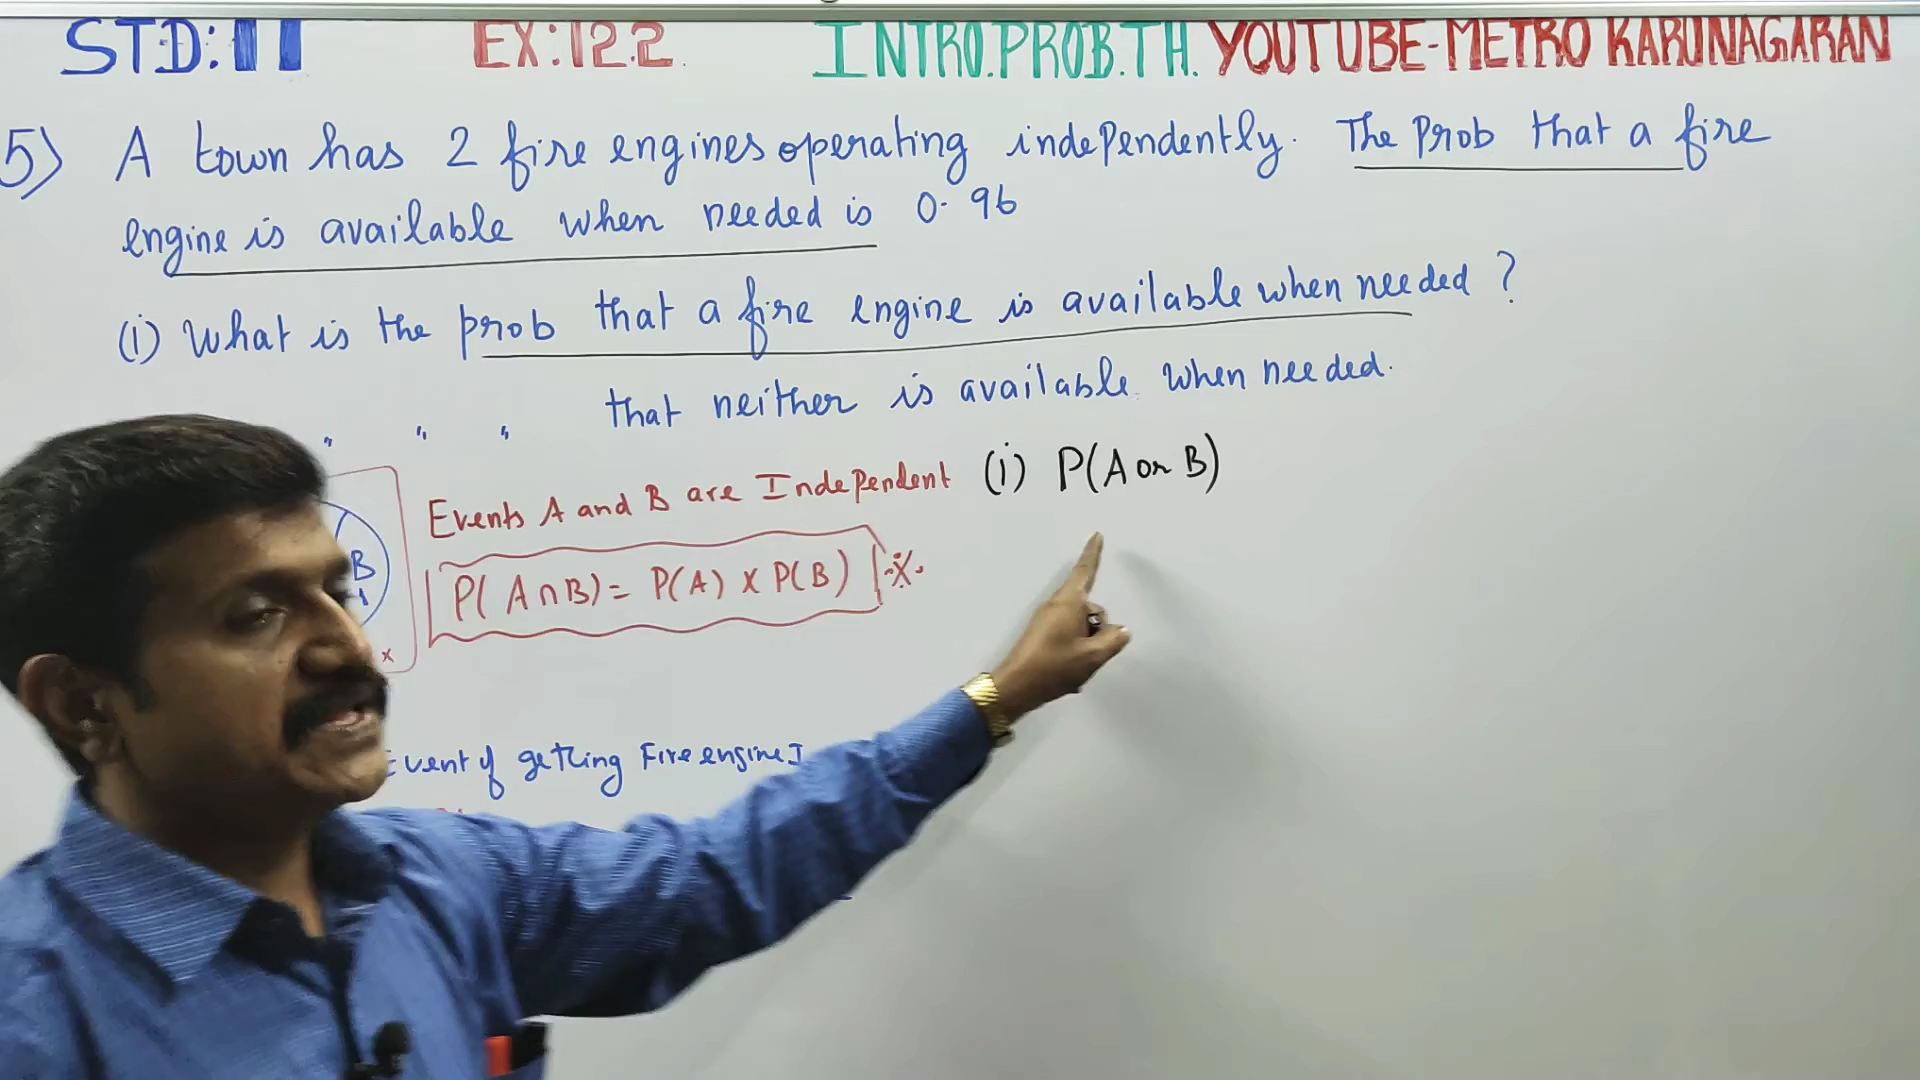 STD:11 EX:12.2. INTRO.PROB.TH. YOUTUBE-METRO KARUNAGARAN
5) A town has 2 fire engines operating independently. The Prob that a fire
engine is available when needed is 0.96
(i) What is the prob that a fire engine is available when needed ?
" " " that neither is available when needed.
Events A and B are Independent (i) P(A or B)
B
P(A∩B) = P(A) x P(B)
x
Event of getting Fire engine I